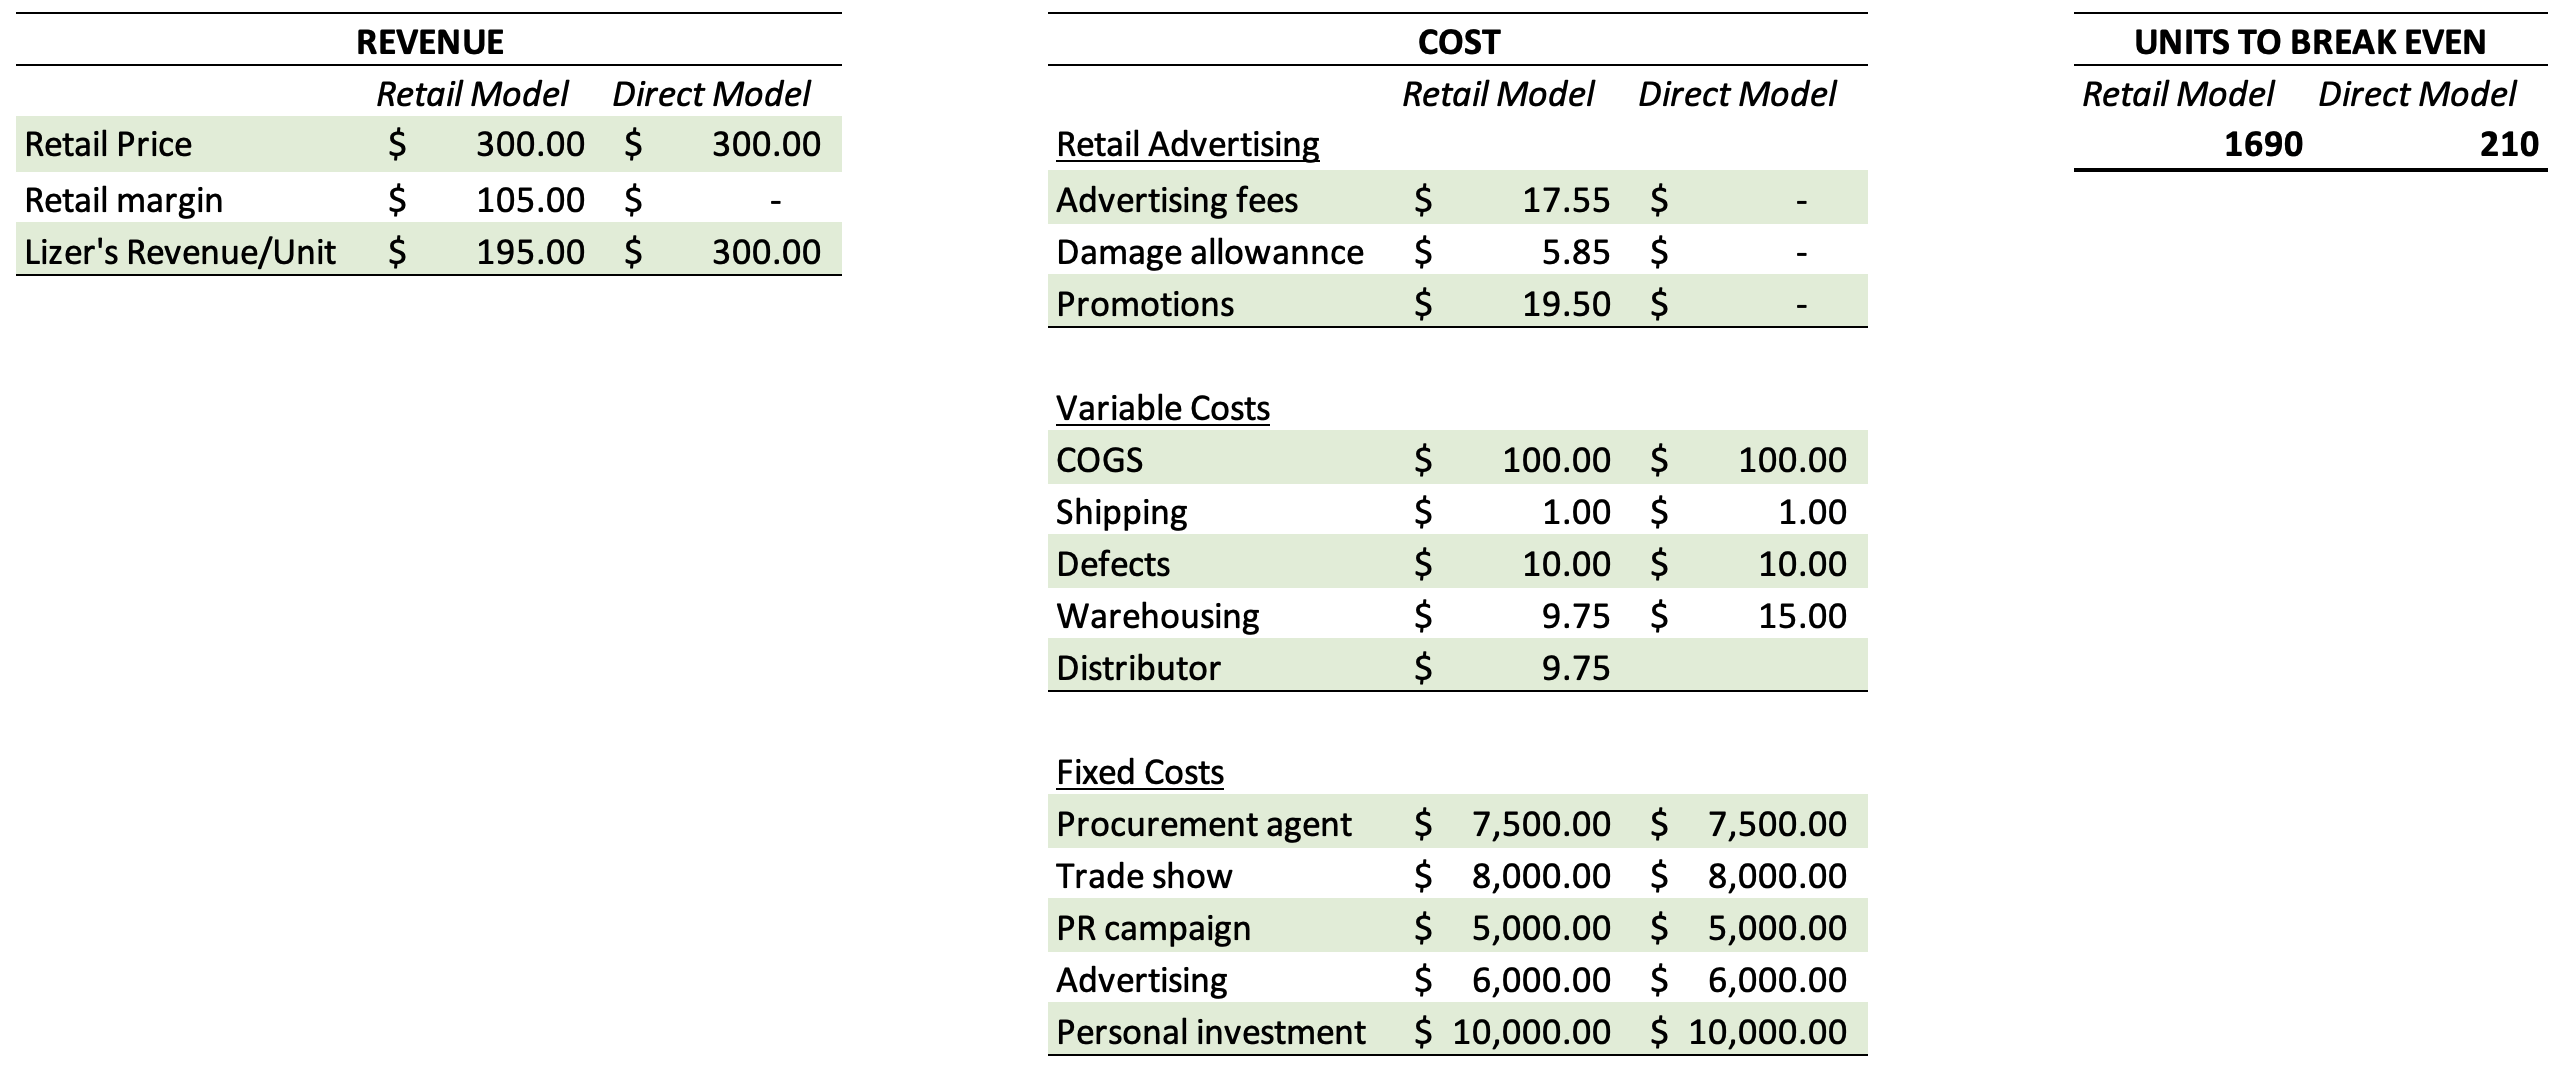 REVENUE
Retail Model Direct Model
Retail Price $ 300.00 $ 300.00
Retail margin $ 105.00 $ -
Lizer's Revenue/Unit $ 195.00 $ 300.00
COST
Retail Model Direct Model
Retail Advertising
Advertising fees $ 17.55 $ -
Damage allowannce $ 5.85 $ -
Promotions $ 19.50 $ -
Variable Costs
COGS $ 100.00 $ 100.00
Shipping $ 1.00 $ 1.00
Defects $ 10.00 $ 10.00
Warehousing $ 9.75 $ 15.00
Distributor $ 9.75
Fixed Costs
Procurement agent $ 7,500.00 $ 7,500.00
Trade show $ 8,000.00 $ 8,000.00
PR campaign $ 5,000.00 $ 5,000.00
Advertising $ 6,000.00 $ 6,000.00
Personal investment $ 10,000.00 $ 10,000.00
UNITS TO BREAK EVEN
Retail Model Direct Model
1690 210